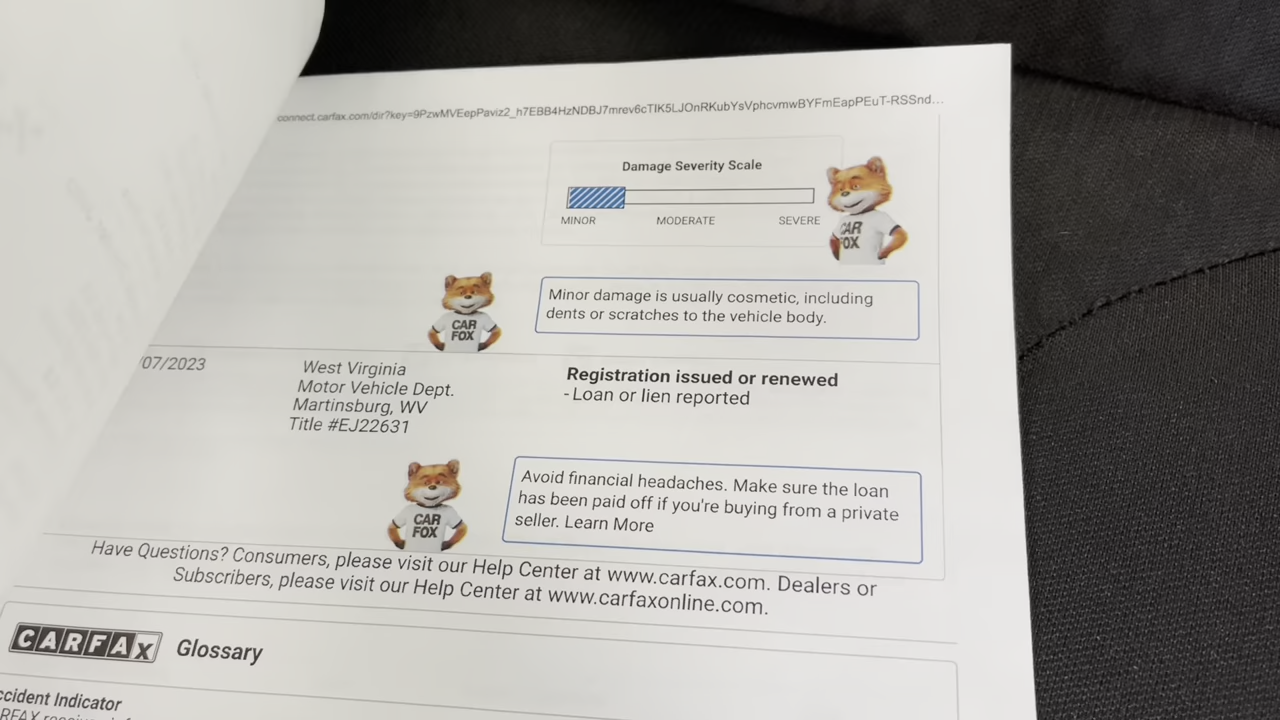 connect.carfax.com/dir?key=9PzwMVEepPaviz2_h7EBB4HzNDBJ7mrev6cTIK5LJOnRKubYsVphcvmwBYFmEapPEuT-RSSnd...
Damage Severity Scale
MINOR MODERATE SEVERE
CAR
FOX
Minor damage is usually cosmetic, including
dents or scratches to the vehicle body.
CAR
FOX
/07/2023
West Virginia
Motor Vehicle Dept.
Martinsburg, WV
Title #EJ22631
Registration issued or renewed
- Loan or lien reported
Avoid financial headaches. Make sure the loan
has been paid off if you're buying from a private
seller. Learn More
CAR
FOX
Have Questions? Consumers, please visit our Help Center at www.carfax.com. Dealers or
Subscribers, please visit our Help Center at www.carfaxonline.com.
CARFAX Glossary
ccident Indicator